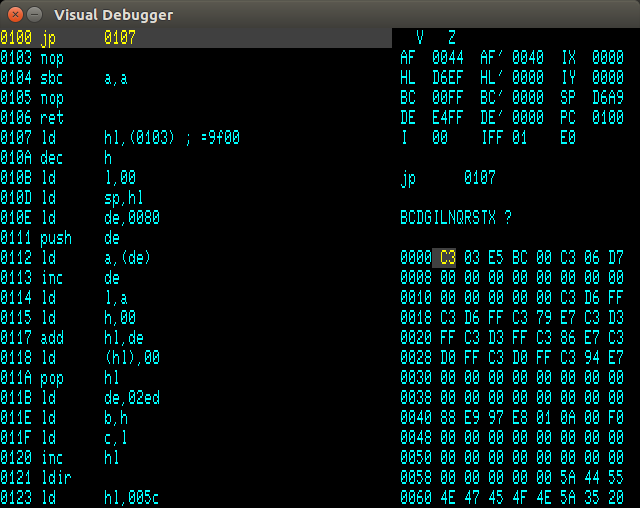 Visual Debugger
0100 jp 0107
0103 nop
0104 sbc a,a
0105 nop
0106 ret
0107 ld hl,(0103) ; =9f00
010A dec h
010B ld l,00
010D ld sp,hl
010E ld de,0080
0111 push de
0112 ld a,(de)
0113 inc de
0114 ld l,a
0115 ld h,00
0117 add hl,de
0118 ld (hl),00
011A pop hl
011B ld de,02ed
011E ld b,h
011F ld c,l
0120 inc hl
0121 ldir
0123 ld hl,005c
V Z
AF 0044 AF' 0040 IX 0000
HL D6EF HL' 0000 IY 0000
BC 00FF BC' 0000 SP D6A9
DE E4FF DE' 0000 PC 0100
I 00 IFF 01 E0
jp 0107
BCDGILNQRSTX ?
0000 C3 03 E5 BC 00 C3 06 D7
0008 00 00 00 00 00 00 00 00
0010 00 00 00 00 00 C3 D6 FF
0018 C3 D6 FF C3 79 E7 C3 D3
0020 FF C3 D3 FF C3 86 E7 C3
0028 D0 FF C3 D0 FF C3 94 E7
0030 00 00 00 00 00 00 00 00
0038 00 00 00 00 00 00 00 00
0040 88 E9 97 E8 01 0A 00 F0
0048 00 00 00 00 00 00 00 00
0050 00 00 00 00 00 00 00 00
0058 00 00 00 00 00 5A 44 55
0060 4E 47 45 4F 4E 5A 35 20